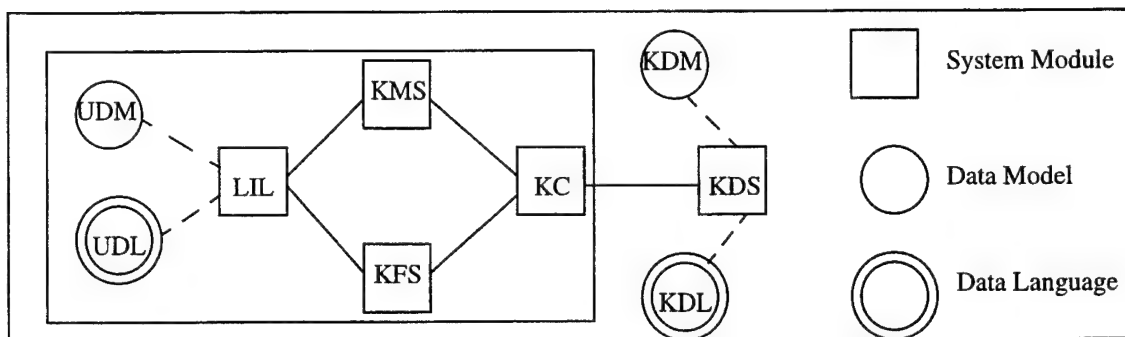 UDM
UDL
LIL
KMS
KFS
KC
KDM
KDS
KDL
System Module
Data Model
Data Language